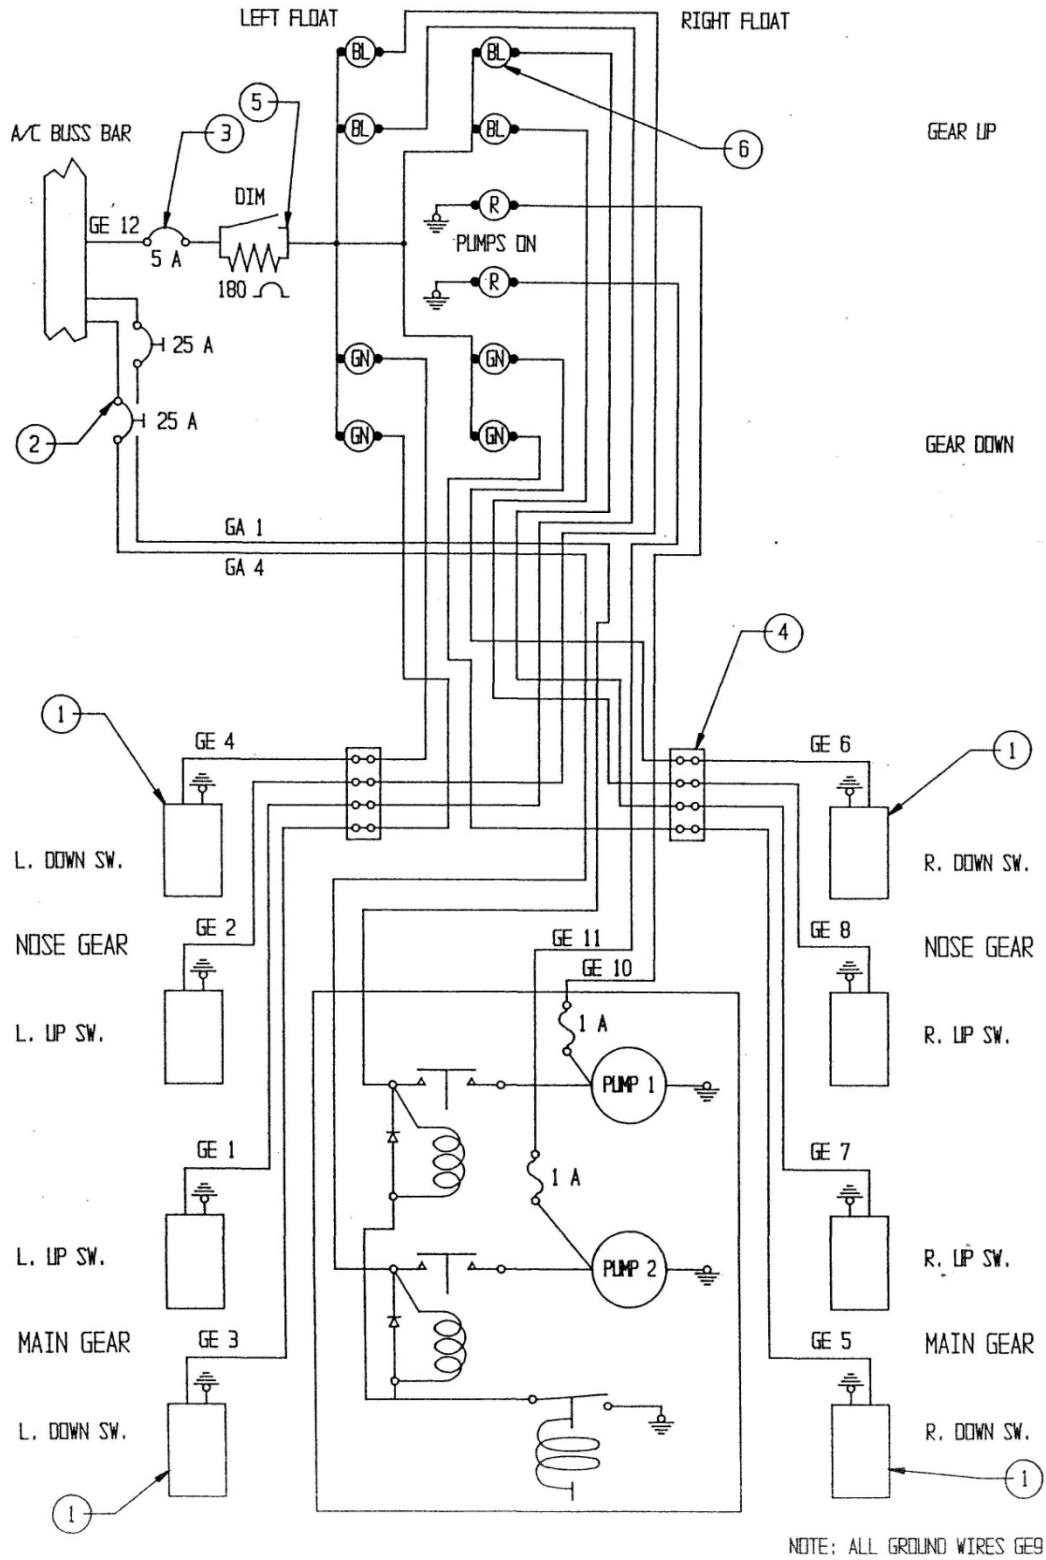 LEFT FLOAT
RIGHT FLOAT
BL
BL
5
A/C BUSS BAR
3
BL
BL
6
GEAR UP
DIM
GE 12
R
5 A
PUMPS ON
180
R
25 A
GN
GN
25 A
2
GN
GN
GEAR DOWN
GA 1
GA 4
4
1
GE 4
GE 6
1
L. DOWN SW.
R. DOWN SW.
GE 2
GE 11
GE 8
NOSE GEAR
NOSE GEAR
GE 10
1 A
L. UP SW.
R. UP SW.
PUMP 1
GE 1
GE 7
1 A
L. UP SW.
R. UP SW.
PUMP 2
MAIN GEAR
GE 3
GE 5
MAIN GEAR
L. DOWN SW.
R. DOWN SW.
1
1
NOTE: ALL GROUND WIRES GE9